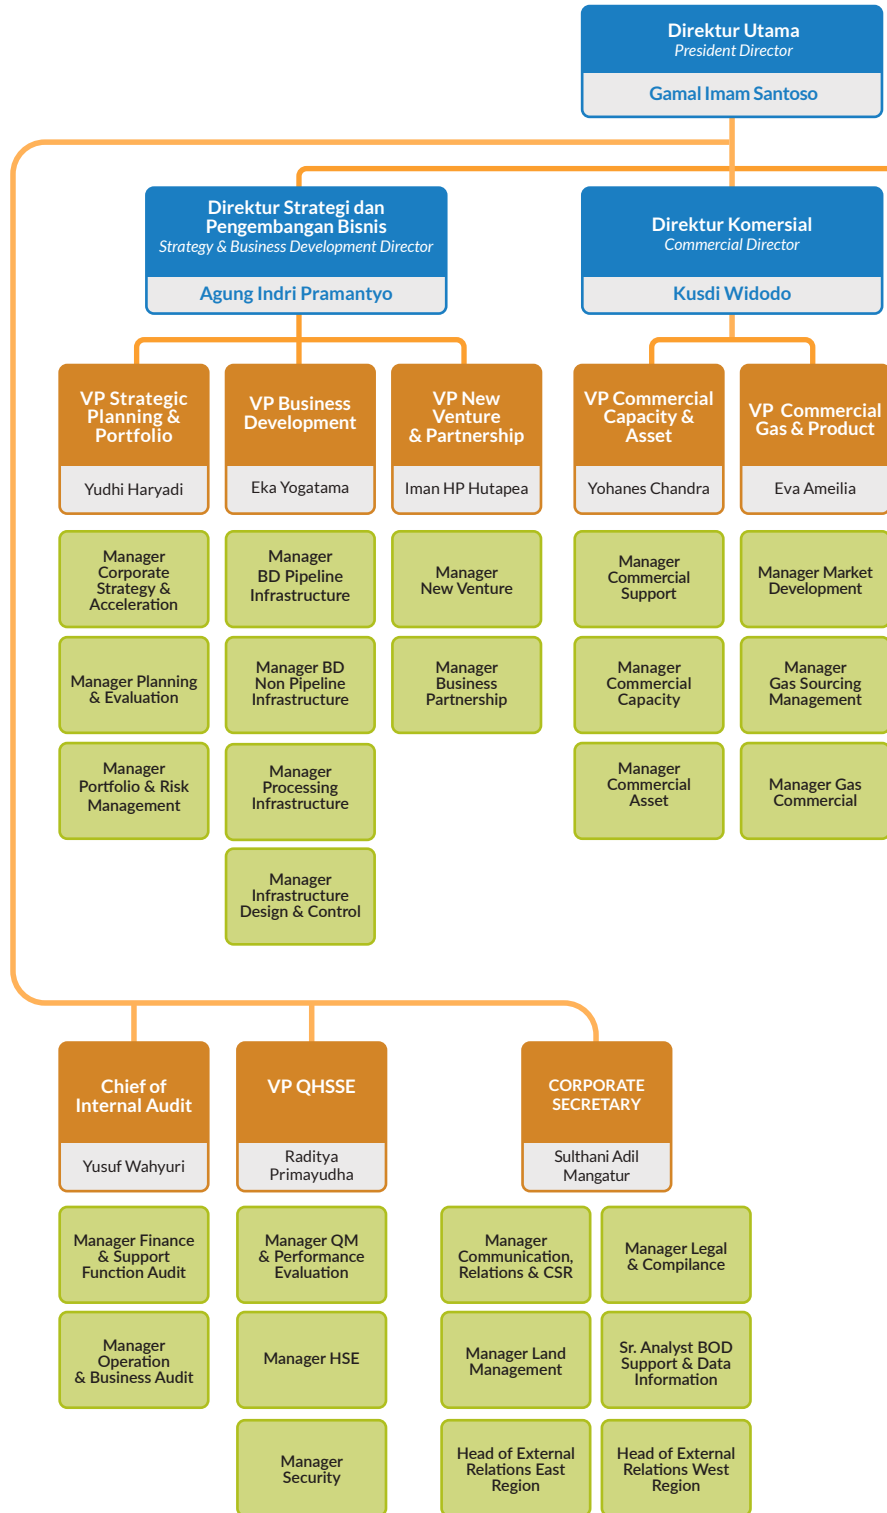 Direktur Utama
President Director
Gamal Imam Santoso
Direktur Strategi dan
Pengembangan Bisnis
Strategy & Business Development Director
Agung Indri Pramantyo
Direktur Komersial
Commercial Director
Kusdi Widodo
VP Strategic
Planning &
Portfolio
Yudhi Haryadi
VP Business
Development
Eka Yogatama
VP New
Venture
& Partnership
Iman HP Hutapea
VP Commercial
Capacity &
Asset
Yohanes Chandra
VP Commercial
Gas & Product
Eva Ameilia
Manager
Corporate
Strategy &
Acceleration
Manager
BD Pipeline
Infrastructure
Manager
New Venture
Manager
Commercial
Support
Manager Market
Development
Manager Planning
& Evaluation
Manager BD
Non Pipeline
Infrastructure
Manager
Business
Partnership
Manager
Commercial
Capacity
Manager
Gas Sourcing
Management
Manager
Portfolio & Risk
Management
Manager
Processing
Infrastructure
Manager
Commercial
Asset
Manager Gas
Commercial
Manager
Infrastructure
Design & Control
Chief of
Internal Audit
Yusuf Wahyuri
VP QHSSE
Raditya
Primayudha
CORPORATE
SECRETARY
Sulthani Adil
Mangatur
Manager Finance
& Support
Function Audit
Manager QM
& Performance
Evaluation
Manager
Communication,
Relations & CSR
Manager Legal
& Compilance
Manager
Operation
& Business Audit
Manager HSE
Manager Land
Management
Sr. Analyst BOD
Support & Data
Information
Manager
Security
Head of External
Relations East
Region
Head of External
Relations West
Region